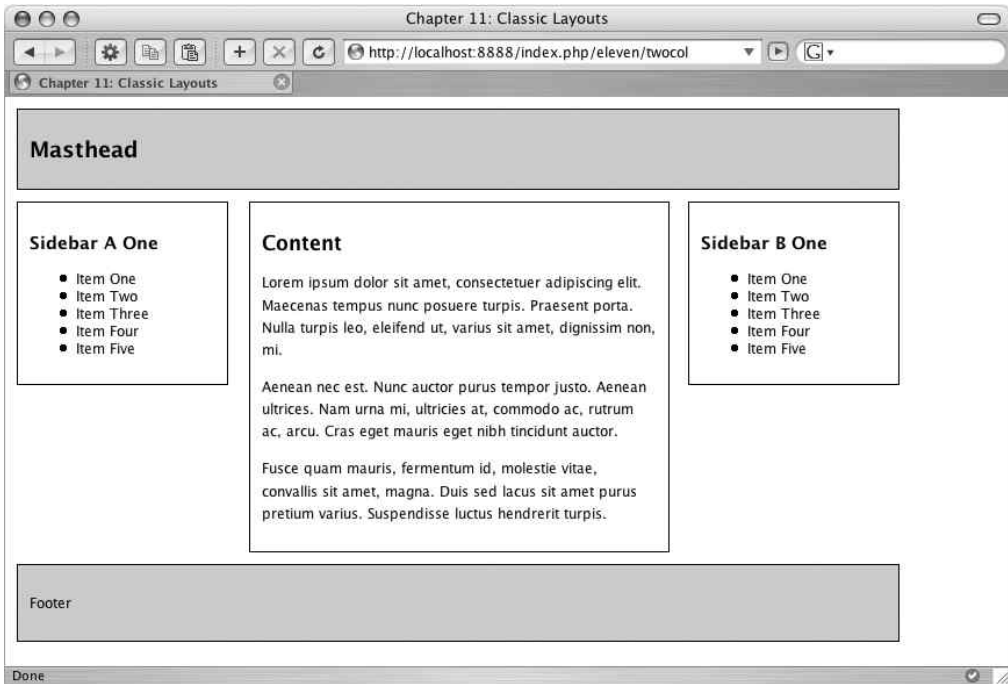 Chapter 11: Classic Layouts
http://localhost:8888/index.php/eleven/twocol
G
Chapter 11: Classic Layouts
Masthead
Sidebar A One
Item One
Item Two
Item Three
Item Four
Item Five
Content
Lorem ipsum dolor sit amet, consectetuer adipiscing elit.
Maecenas tempus nunc posuere turpis. Praesent porta.
Nulla turpis leo, eleifend ut, varius sit amet, dignissim non,
mi.
Aenean nec est. Nunc auctor purus tempor justo. Aenean
ultrices. Nam urna mi, ultricies at, commodo ac, rutrum
ac, arcu. Cras eget mauris eget nibh tincidunt auctor.
Fusce quam mauris, fermentum id, molestie vitae,
convallis sit amet, magna. Duis sed lacus sit amet purus
pretium varius. Suspendisse luctus hendrerit turpis.
Sidebar B One
Item One
Item Two
Item Three
Item Four
Item Five
Footer
Done